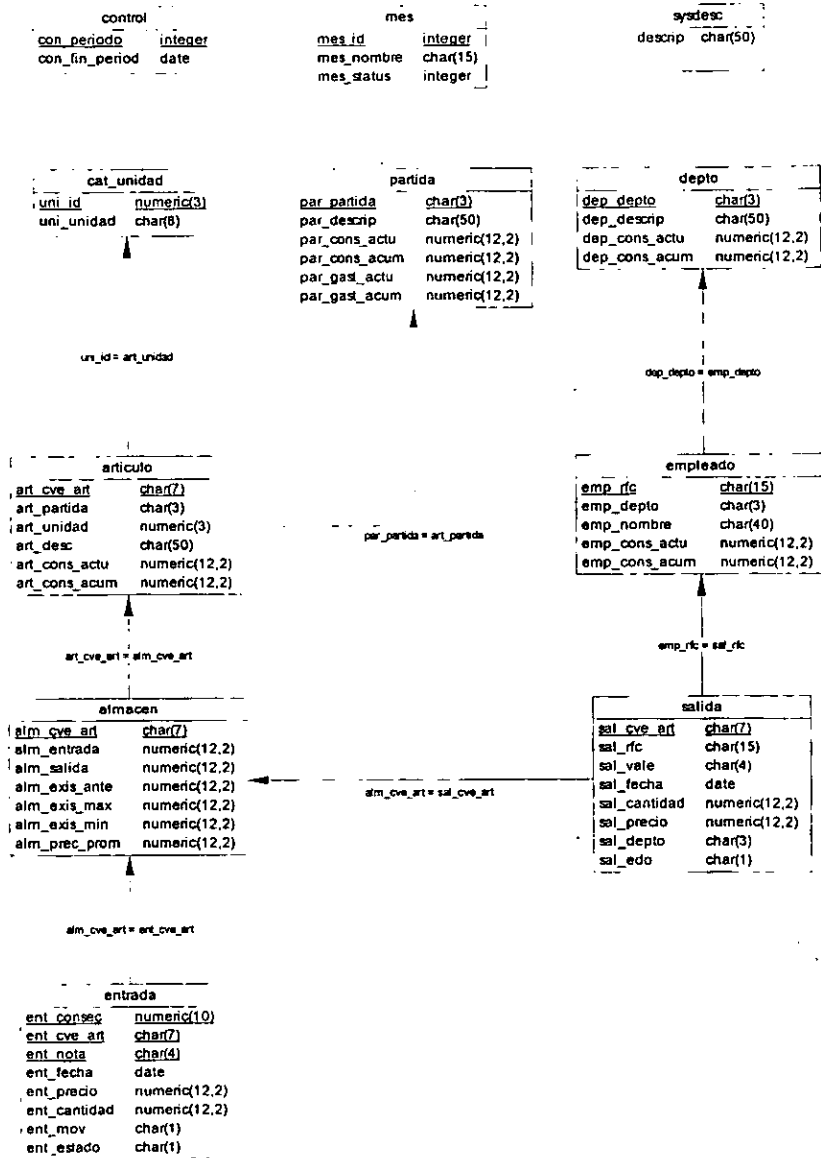 control
con_periodo integer
con_fin_period date
mes
mes_id integer
mes_nombre char(15)
mes_status integer
sysdesc
descrip char(50)
cat_unidad
uni_id numeric(3)
uni_unidad char(8)
partida
par_partida char(3)
par_descrip char(50)
par_cons_actu numeric(12,2)
par_cons_acum numeric(12,2)
par_gast_actu numeric(12,2)
par_gast_acum numeric(12,2)
depto
dep_depto char(3)
dep_descrip char(50)
dep_cons_actu numeric(12,2)
dep_cons_acum numeric(12,2)
uni_id = art_unidad
dep_depto = emp_depto
articulo
art_cve_art char(7)
art_partida char(3)
art_unidad numeric(3)
art_desc char(50)
art_cons_actu numeric(12,2)
art_cons_acum numeric(12,2)
par_partida = art_partida
empleado
emp_rfc char(15)
emp_depto char(3)
emp_nombre char(40)
emp_cons_actu numeric(12,2)
emp_cons_acum numeric(12,2)
art_cve_art = alm_cve_art
emp_rfc = sal_rfc
almacen
alm_cve_art char(7)
alm_entrada numeric(12,2)
alm_salida numeric(12,2)
alm_exis_ante numeric(12,2)
alm_exis_max numeric(12,2)
alm_exis_min numeric(12,2)
alm_prec_prom numeric(12,2)
alm_cve_art = sal_cve_art
salida
sal_cve_art char(7)
sal_rfc char(15)
sal_vale char(4)
sal_fecha date
sal_cantidad numeric(12,2)
sal_precio numeric(12,2)
sal_depto char(3)
sal_edo char(1)
alm_cve_art = ent_cve_art
entrada
ent_consec numeric(10)
ent_cve_art char(7)
ent_nota char(4)
ent_fecha date
ent_precio numeric(12,2)
ent_cantidad numeric(12,2)
ent_mov char(1)
ent_estado char(1)